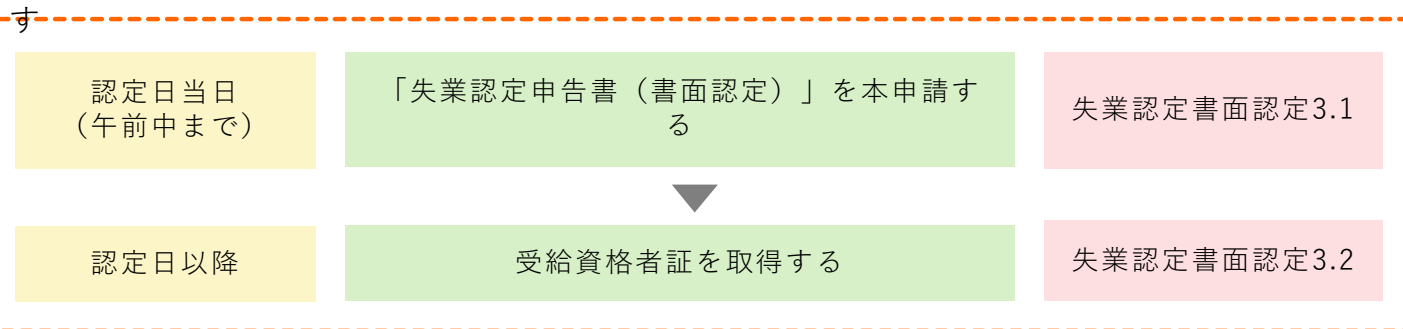 す
認定日当日
（午前中まで）
「失業認定申告書（書面認定）」を本申請す
る
失業認定書面認定3.1
認定日以降
受給資格者証を取得する
失業認定書面認定3.2